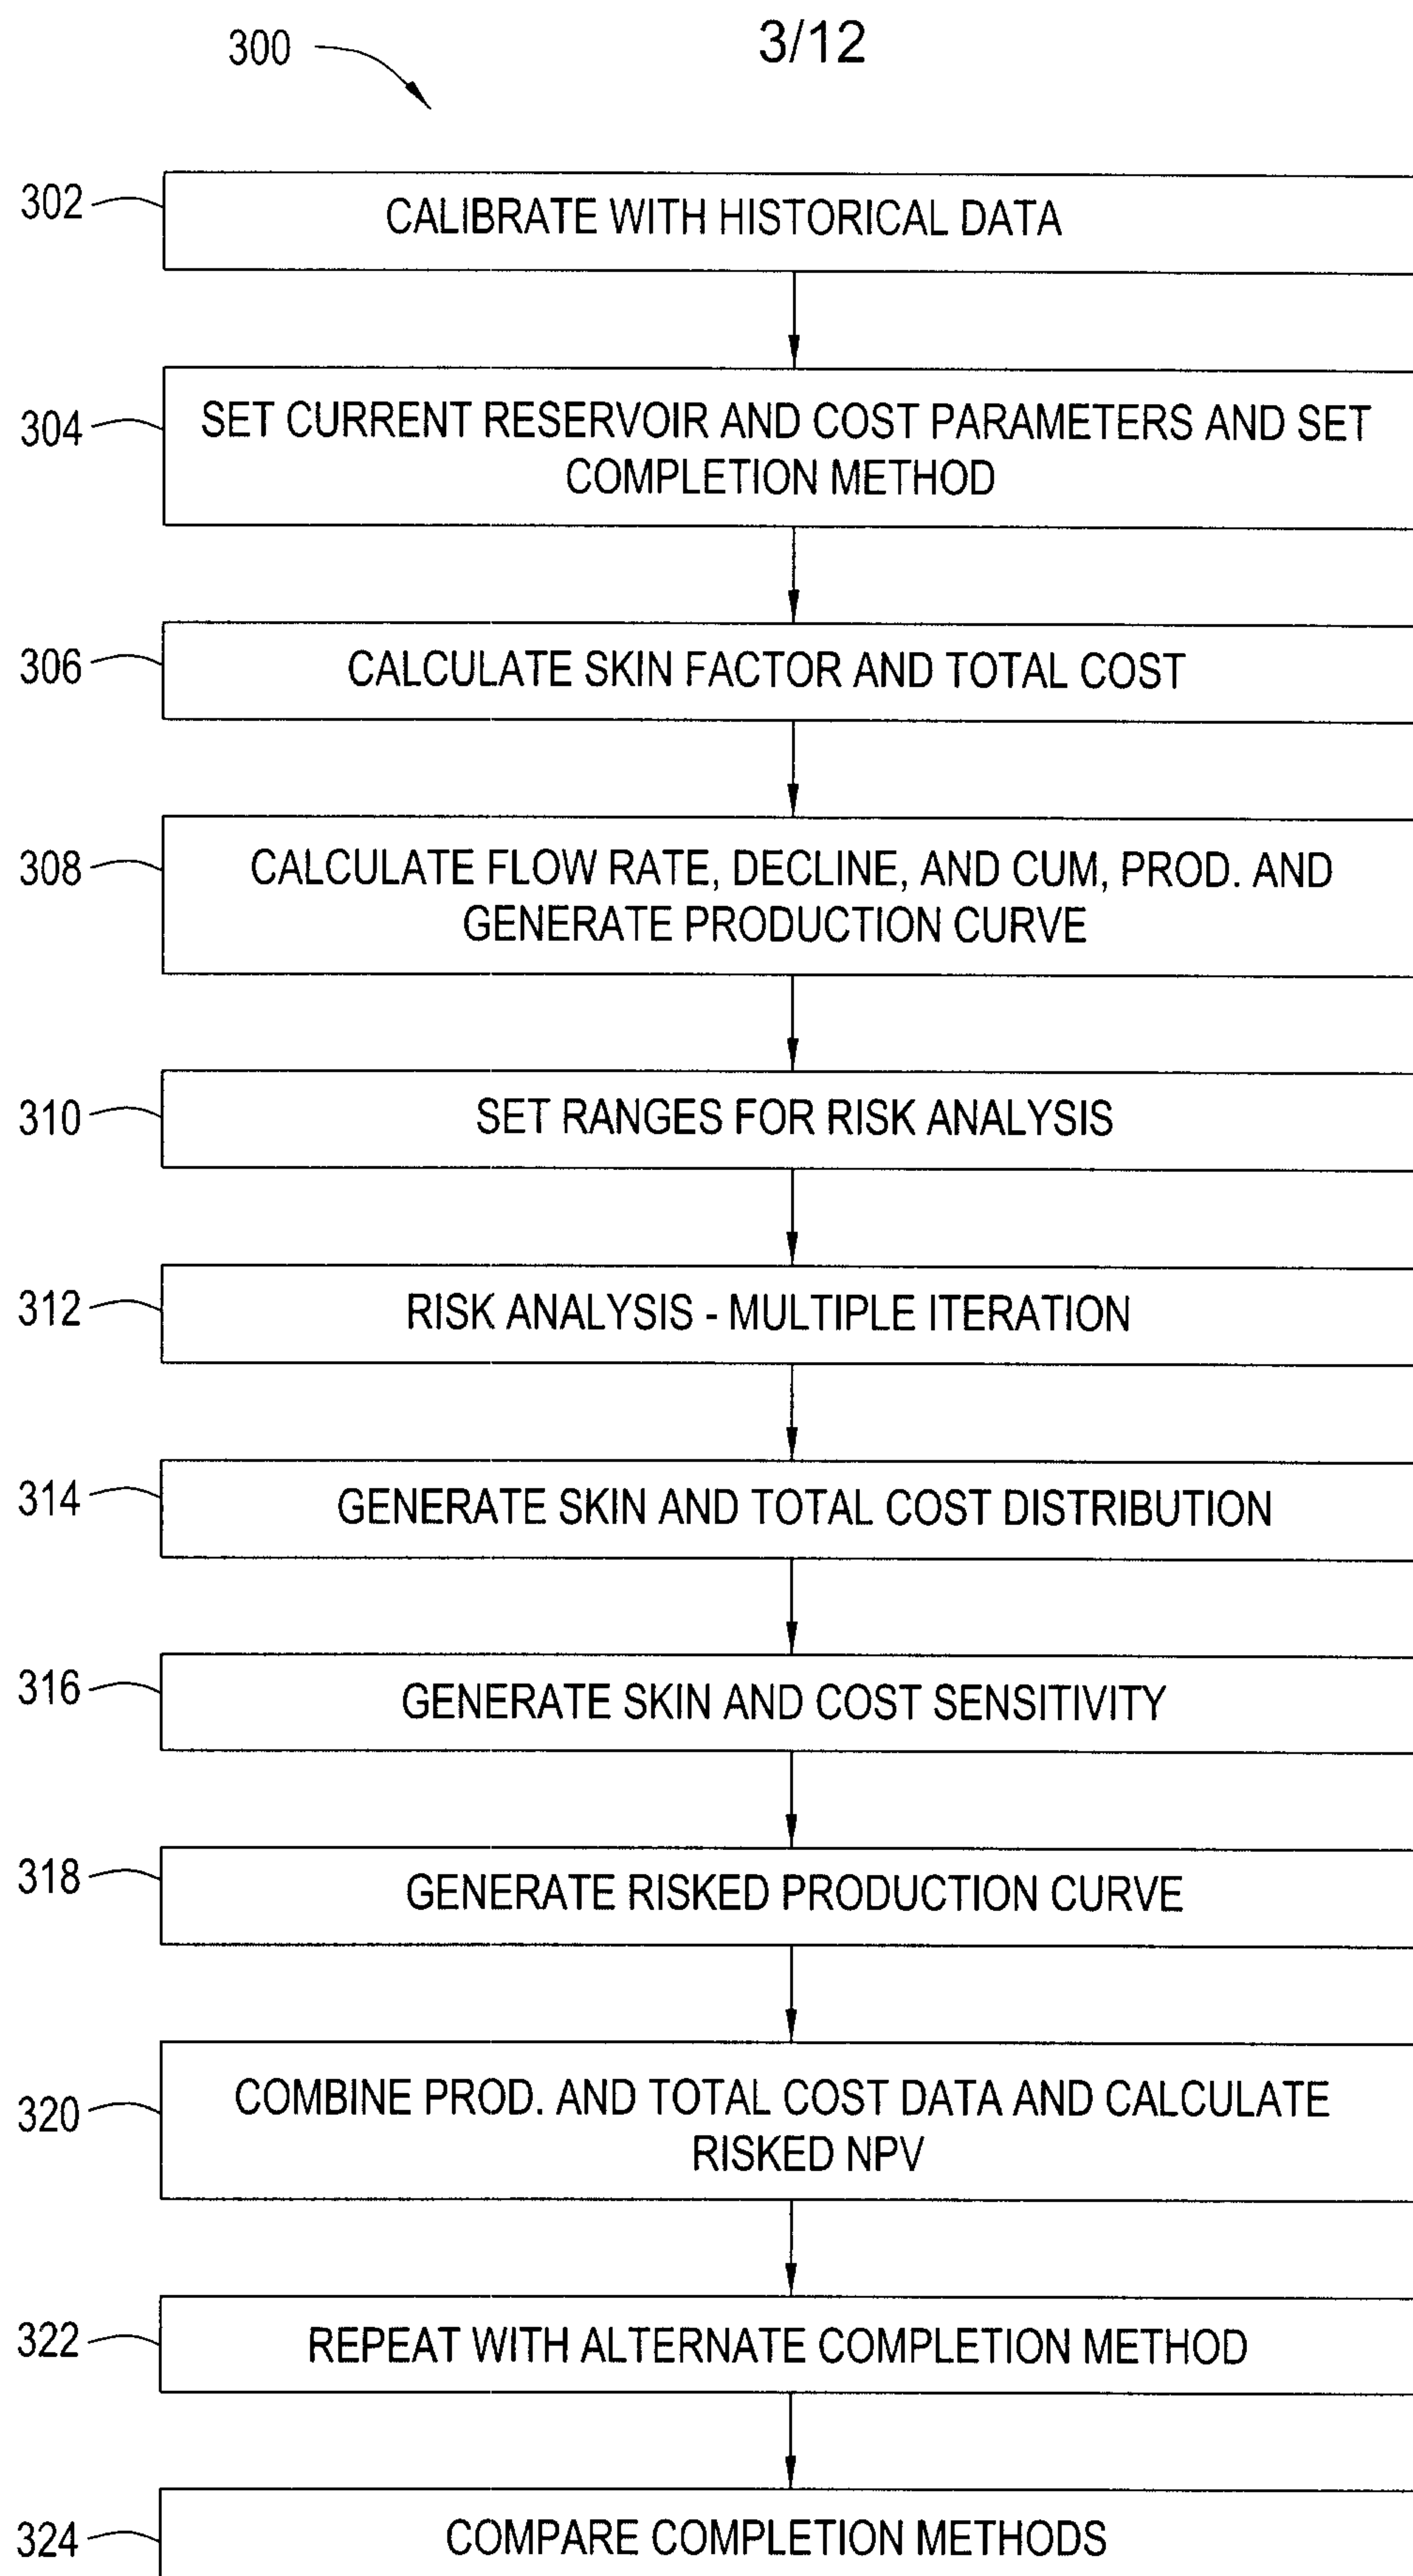 300
3/12
302
CALIBRATE WITH HISTORICAL DATA
304
SET CURRENT RESERVOIR AND COST PARAMETERS AND SET
COMPLETION METHOD
306
CALCULATE SKIN FACTOR AND TOTAL COST
308
CALCULATE FLOW RATE, DECLINE, AND CUM, PROD. AND
GENERATE PRODUCTION CURVE
310
SET RANGES FOR RISK ANALYSIS
312
RISK ANALYSIS - MULTIPLE ITERATION
314
GENERATE SKIN AND TOTAL COST DISTRIBUTION
316
GENERATE SKIN AND COST SENSITIVITY
318
GENERATE RISKED PRODUCTION CURVE
320
COMBINE PROD. AND TOTAL COST DATA AND CALCULATE
RISKED NPV
322
REPEAT WITH ALTERNATE COMPLETION METHOD
324
COMPARE COMPLETION METHODS